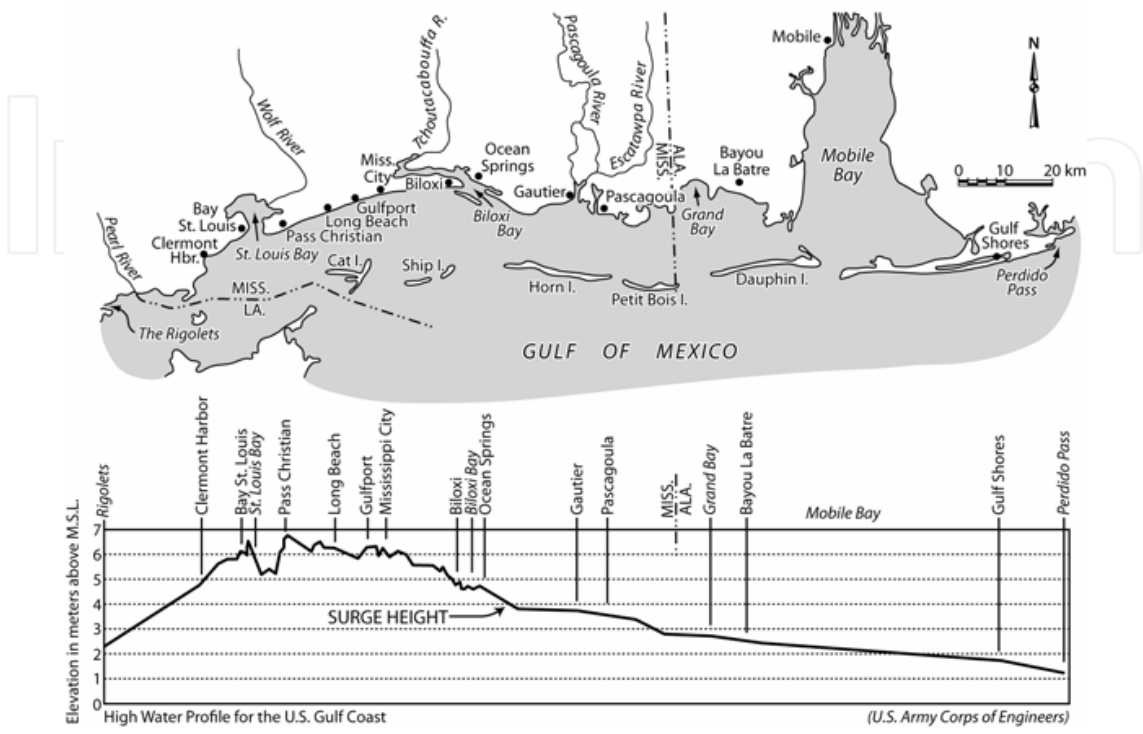 Mobile
N
Tchoutacabouffa R.
Pascagoula River
Escatawpa River
Wolf River
Pearl River
Miss. City
Ocean Springs
Biloxi
Gautier
Pascagoula
ALA.
MISS.
Bayou La Batre
Mobile Bay
0 10 20 km
Bay St. Louis
Gulfport
Long Beach
Pass Christian
Clermont Hbr.
St. Louis Bay
Biloxi Bay
Grand Bay
Gulf Shores
Perdido Pass
Cat I.
Ship I.
Horn I.
Petit Bois I.
Dauphin I.
MISS.
LA.
The Rigolets
GULF OF MEXICO
Rigolets
Clermont Harbor
Bay St. Louis
St. Louis Bay
Pass Christian
Long Beach
Gulfport
Mississippi City
Biloxi
Biloxi Bay
Ocean Springs
Gautier
Pascagoula
MISS.
ALA.
Grand Bay
Bayou La Batre
Mobile Bay
Gulf Shores
Perdido Pass
Elevation in meters above M.S.L.
7
6
5
4
3
2
1
0
SURGE HEIGHT
High Water Profile for the U.S. Gulf Coast
(U.S. Army Corps of Engineers)